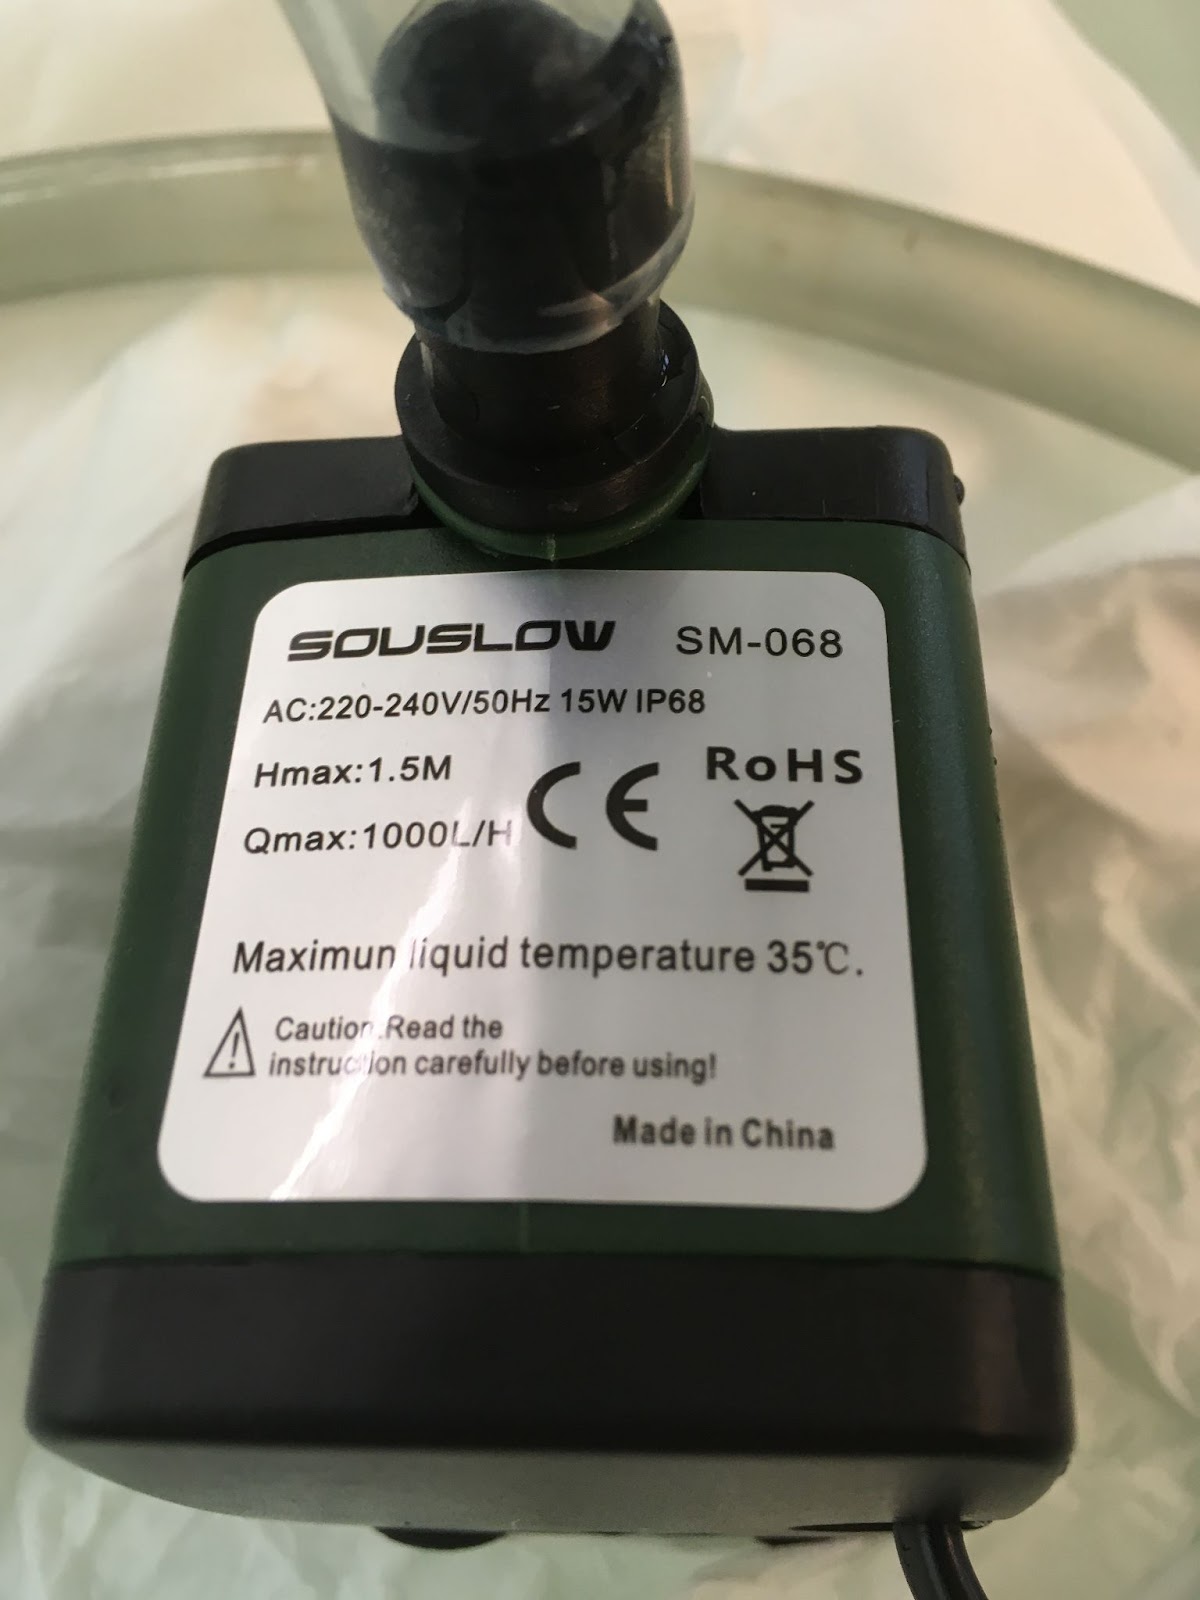 SOUSLOW SM-068
AC:220-240V/50Hz 15W IP68
Hmax:1.5M
Qmax:1000L/H
CE
RoHS
Maximun liquid temperature 35℃.
Caution.Read the
instruction carefully before using!
Made in China